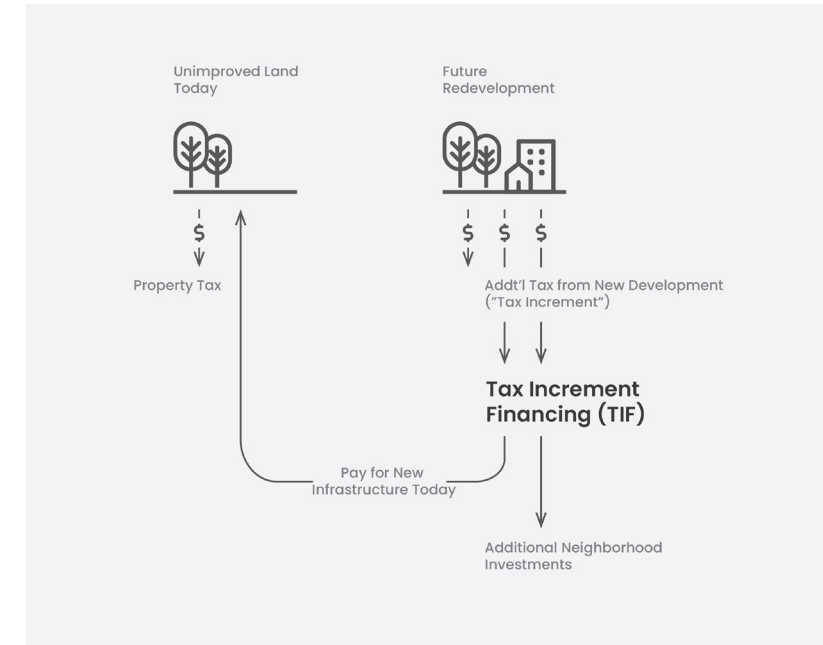 Unimproved Land
Today
Future
Redevelopment
$
$
$
$
Property Tax
Addt'l Tax from New Development
("Tax Increment")
Tax Increment
Financing (TIF)
Pay for New
Infrastructure Today
Additional Neighborhood
Investments